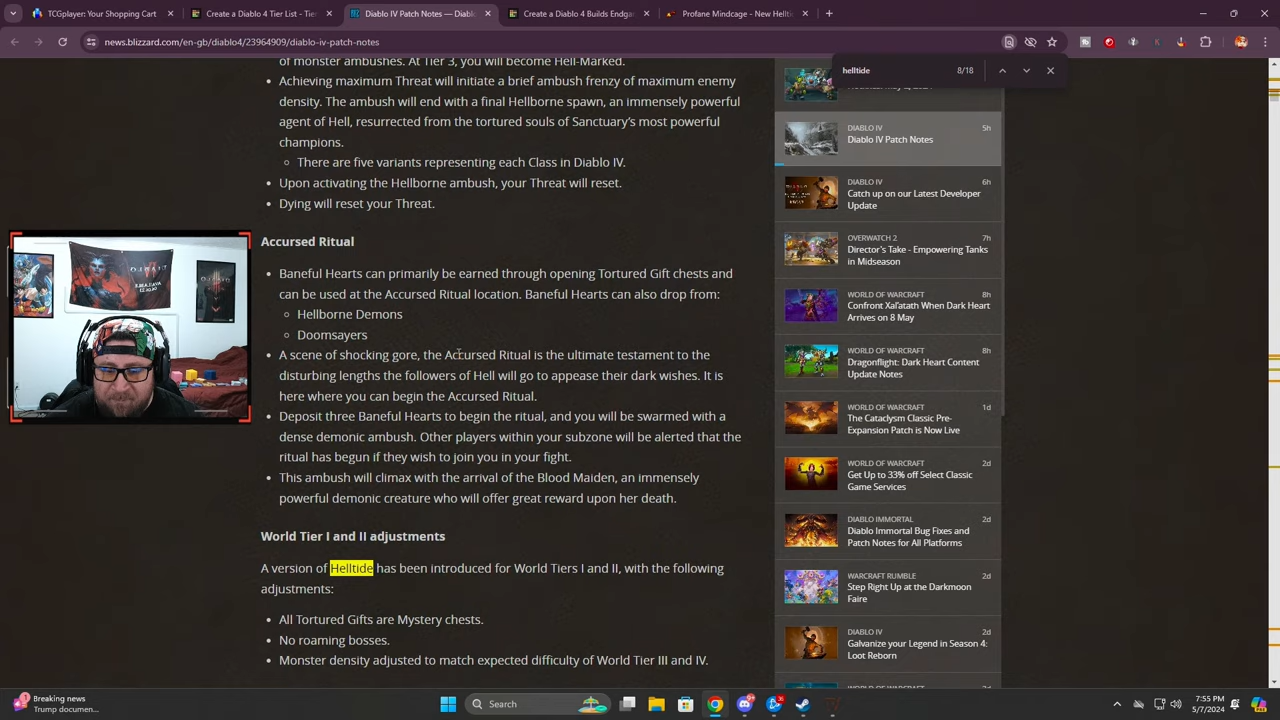 TCGplayer: Your Shopping Cart
Create a Diablo 4 Tier List - Tier
Diablo IV Patch Notes — Diablo
Create a Diablo 4 Builds Endga
Profane Mindcage - New Hellti
news.blizzard.com/en-gb/diablo4/23964909/diablo-iv-patch-notes
helltide
8/18
of monster ambushes. At Tier 3, you will become Hell-Marked.
• Achieving maximum Threat will initiate a brief ambush frenzy of maximum enemy
density. The ambush will end with a final Hellborne spawn, an immensely powerful
agent of Hell, resurrected from the tortured souls of Sanctuary's most powerful
champions.
There are five variants representing each Class in Diablo IV.
• Upon activating the Hellborne ambush, your Threat will reset.
• Dying will reset your Threat.
Accursed Ritual
• Baneful Hearts can primarily be earned through opening Tortured Gift chests and
can be used at the Accursed Ritual location. Baneful Hearts can also drop from:
Hellborne Demons
Doomsayers
• A scene of shocking gore, the Accursed Ritual is the ultimate testament to the
disturbing lengths the followers of Hell will go to appease their dark wishes. It is
here where you can begin the Accursed Ritual.
• Deposit three Baneful Hearts to begin the ritual, and you will be swarmed with a
dense demonic ambush. Other players within your subzone will be alerted that the
ritual has begun if they wish to join you in your fight.
• This ambush will climax with the arrival of the Blood Maiden, an immensely
powerful demonic creature who will offer great reward upon her death.
World Tier I and II adjustments
A version of Helltide has been introduced for World Tiers I and II, with the following
adjustments:
• All Tortured Gifts are Mystery chests.
• No roaming bosses.
• Monster density adjusted to match expected difficulty of World Tier III and IV.
DIABLO IV 5h
Diablo IV Patch Notes
DIABLO IV 6h
Catch up on our Latest Developer
Update
OVERWATCH 2 7h
Director's Take - Empowering Tanks
in Midseason
WORLD OF WARCRAFT 8h
Confront Xal'atath When Dark Heart
Arrives on 8 May
WORLD OF WARCRAFT 8h
Dragonflight: Dark Heart Content
Update Notes
WORLD OF WARCRAFT 1d
The Cataclysm Classic Pre-
Expansion Patch is Now Live
WORLD OF WARCRAFT 2d
Get Up to 33% off Select Classic
Game Services
DIABLO IMMORTAL 2d
Diablo Immortal Bug Fixes and
Patch Notes for All Platforms
WARCRAFT RUMBLE 2d
Step Right Up at the Darkmoon
Faire
DIABLO IV 2d
Galvanize your Legend in Season 4:
Loot Reborn
Breaking news
Trump documen...
Search
7:55 PM
5/7/2024